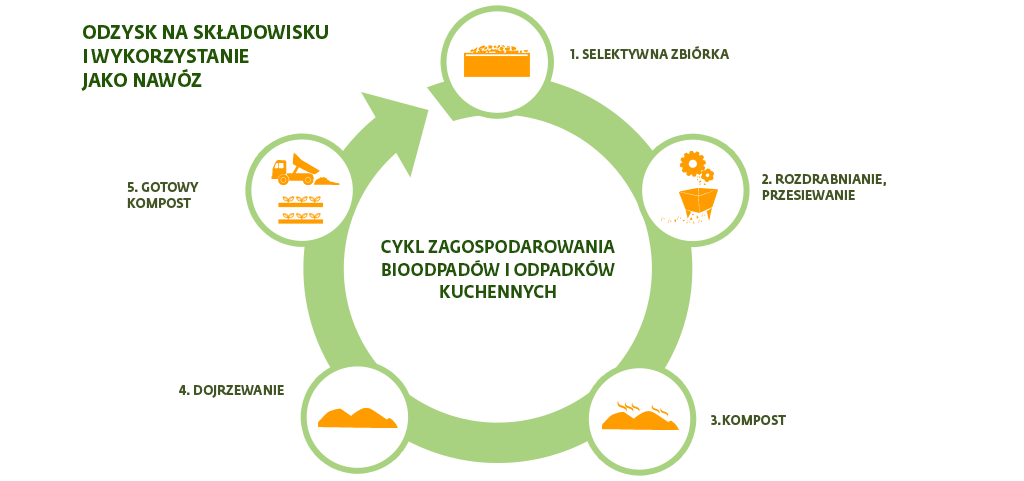 ODZYSK NA SKŁADOWISKU
I WYKORZYSTANIE
JAKO NAWÓZ
1. SELEKTYWNA ZBIÓRKA
2. ROZDRABNIANIE,
PRZESIEWANIE
3.KOMPOST
4. DOJRZEWANIE
5. GOTOWY
KOMPOST
CYKL ZAGOSPODAROWANIA
BIOODPADÓW I ODPADKÓW
KUCHENNYCH